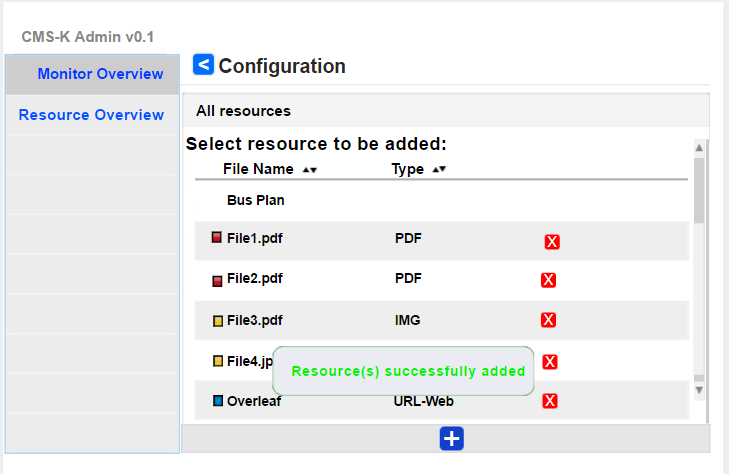 CMS-K Admin v0.1
Monitor Overview
Resource Overview
< Configuration
All resources
Select resource to be added:
File Name Type
Bus Plan
File1.pdf PDF X
File2.pdf PDF X
File3.pdf IMG X
File4.jp X
Resource(s) successfully added
Overleaf URL-Web X
+